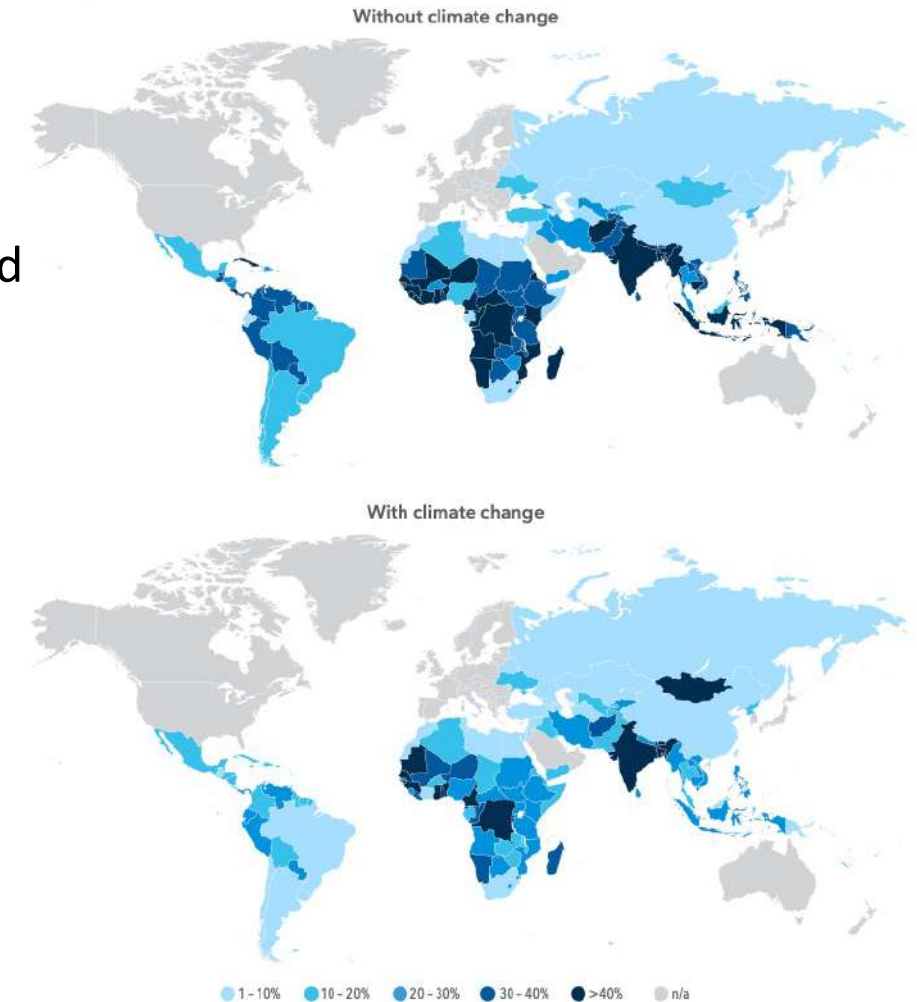 Without climate change
d
With climate change
1 - 10% 10 - 20% 20 - 30% 30 - 40% >40% n/a